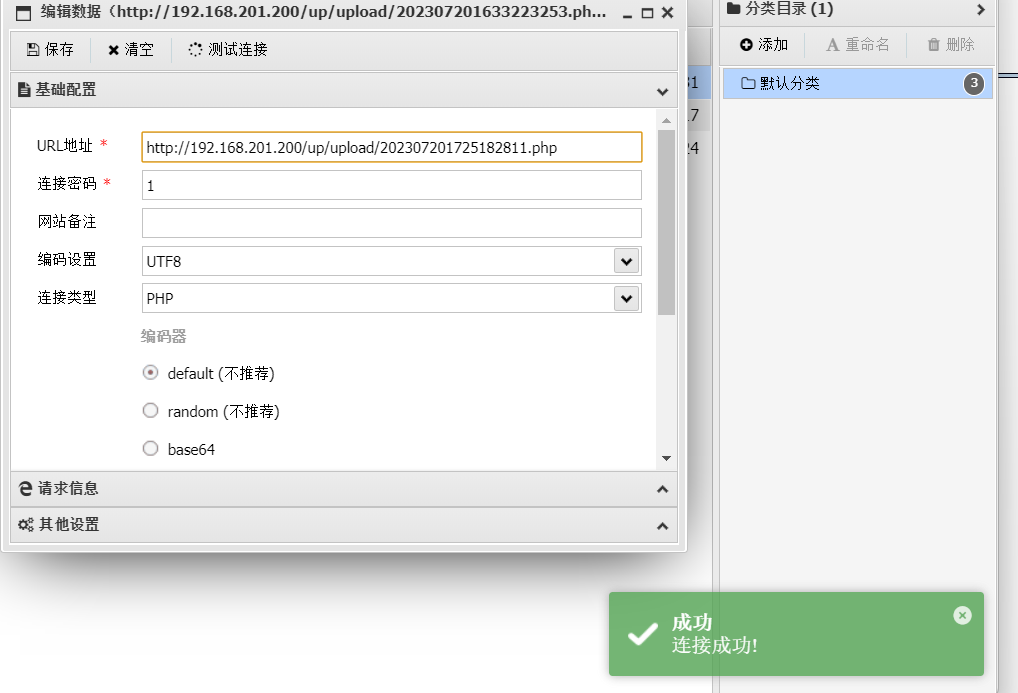 编辑数据（http://192.168.201.200/up/upload/202307201633223253.ph...
保存 清空 测试连接
基础配置
URL地址 * http://192.168.201.200/up/upload/202307201725182811.php
连接密码 * 1
网站备注
编码设置 UTF8
连接类型 PHP
编码器
default (不推荐)
random (不推荐)
base64
请求信息
其他设置
31
17
24
分类目录 (1)
添加 重命名 删除
默认分类 3
成功
连接成功!